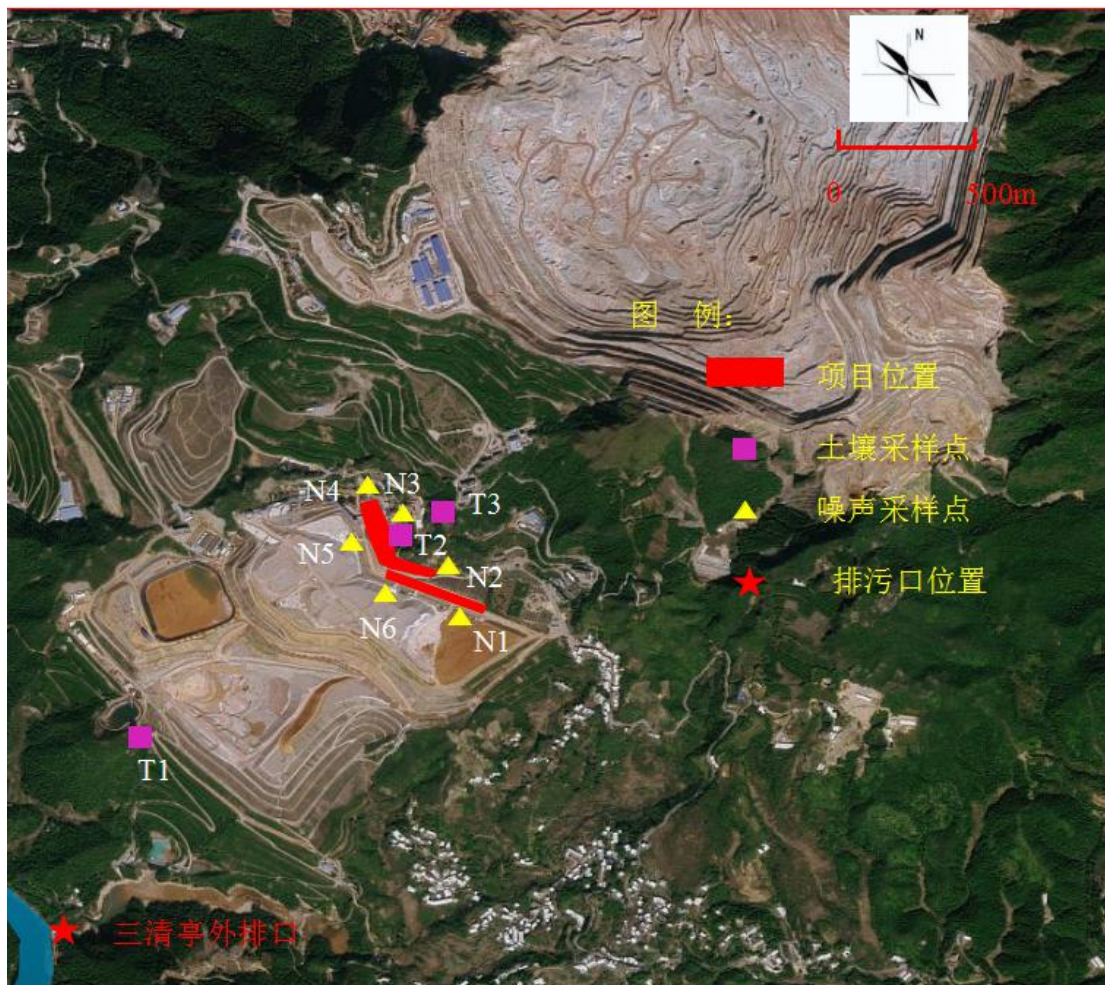 N
0 500m
图 例:
项目位置
土壤采样点
噪声采样点
排污口位置
N4 N3 T3
N5 T2
N2
N6 N1
T1
三清亭外排口